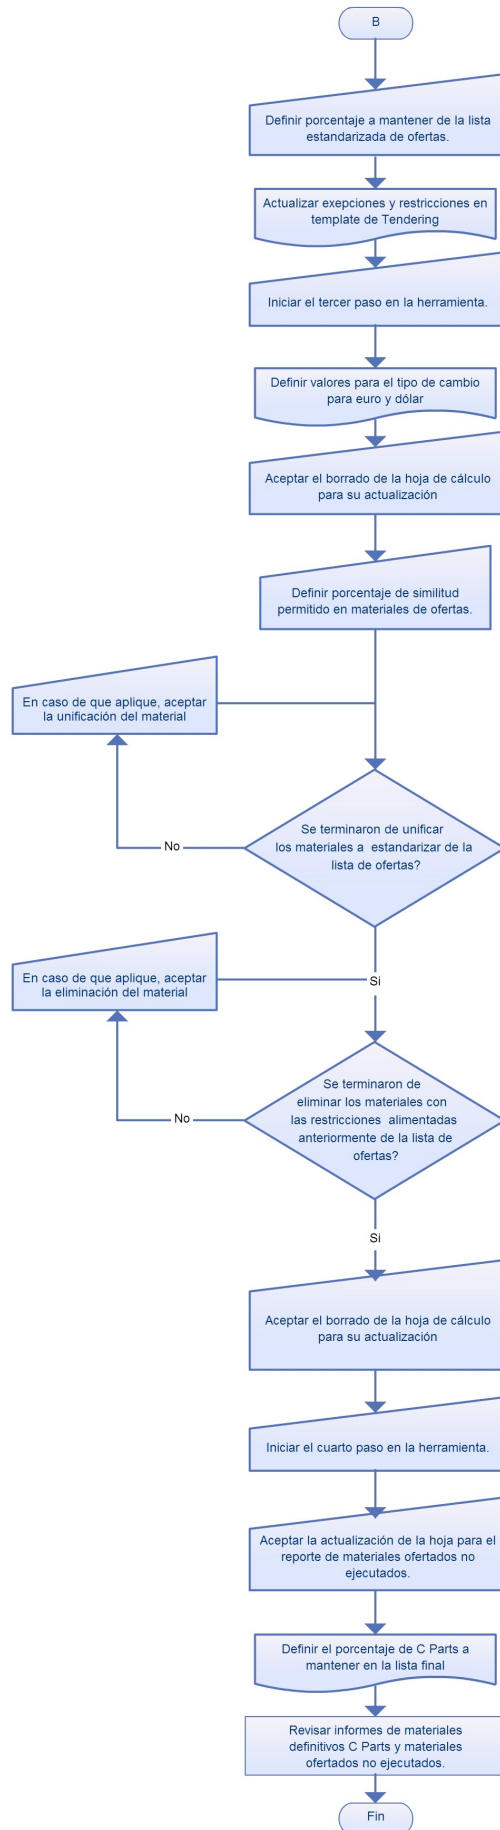 B
Definir porcentaje a mantener de la lista
estandarizada de ofertas.
Actualizar exepciones y restricciones en
template de Tendering
Iniciar el tercer paso en la herramienta.
Definir valores para el tipo de cambio
para euro y dólar
Aceptar el borrado de la hoja de cálculo
para su actualización
Definir porcentaje de similitud
permitido en materiales de ofertas.
En caso de que aplique, aceptar
la unificación del material
Se terminaron de unificar
los materiales a estandarizar de la
lista de ofertas?
No
En caso de que aplique, aceptar
la eliminación del material
Si
Se terminaron de
eliminar los materiales con
las restricciones alimentadas
anteriormente de la lista de
ofertas?
No
Si
Aceptar el borrado de la hoja de cálculo
para su actualización
Iniciar el cuarto paso en la herramienta.
Aceptar la actualización de la hoja para el
reporte de materiales ofertados no
ejecutados.
Definir el porcentaje de C Parts a
mantener en la lista final
Revisar informes de materiales
definitivos C Parts y materiales
ofertados no ejecutados.
Fin